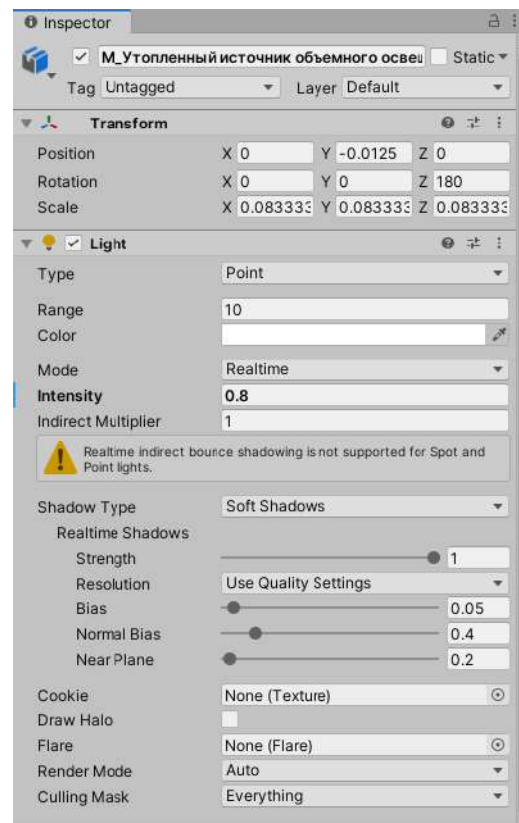 Inspector
М_Утопленный источник объемного освещ Static
Tag Untagged Layer Default
Transform
Position X 0 Y -0.0125 Z 0
Rotation X 0 Y 0 Z 180
Scale X 0.083333 Y 0.083333 Z 0.083333
Light
Type Point
Range 10
Color
Mode Realtime
Intensity 0.8
Indirect Multiplier 1
Realtime indirect bounce shadowing is not supported for Spot and
Point lights.
Shadow Type Soft Shadows
Realtime Shadows
Strength 1
Resolution Use Quality Settings
Bias 0.05
Normal Bias 0.4
Near Plane 0.2
Cookie None (Texture)
Draw Halo
Flare None (Flare)
Render Mode Auto
Culling Mask Everything